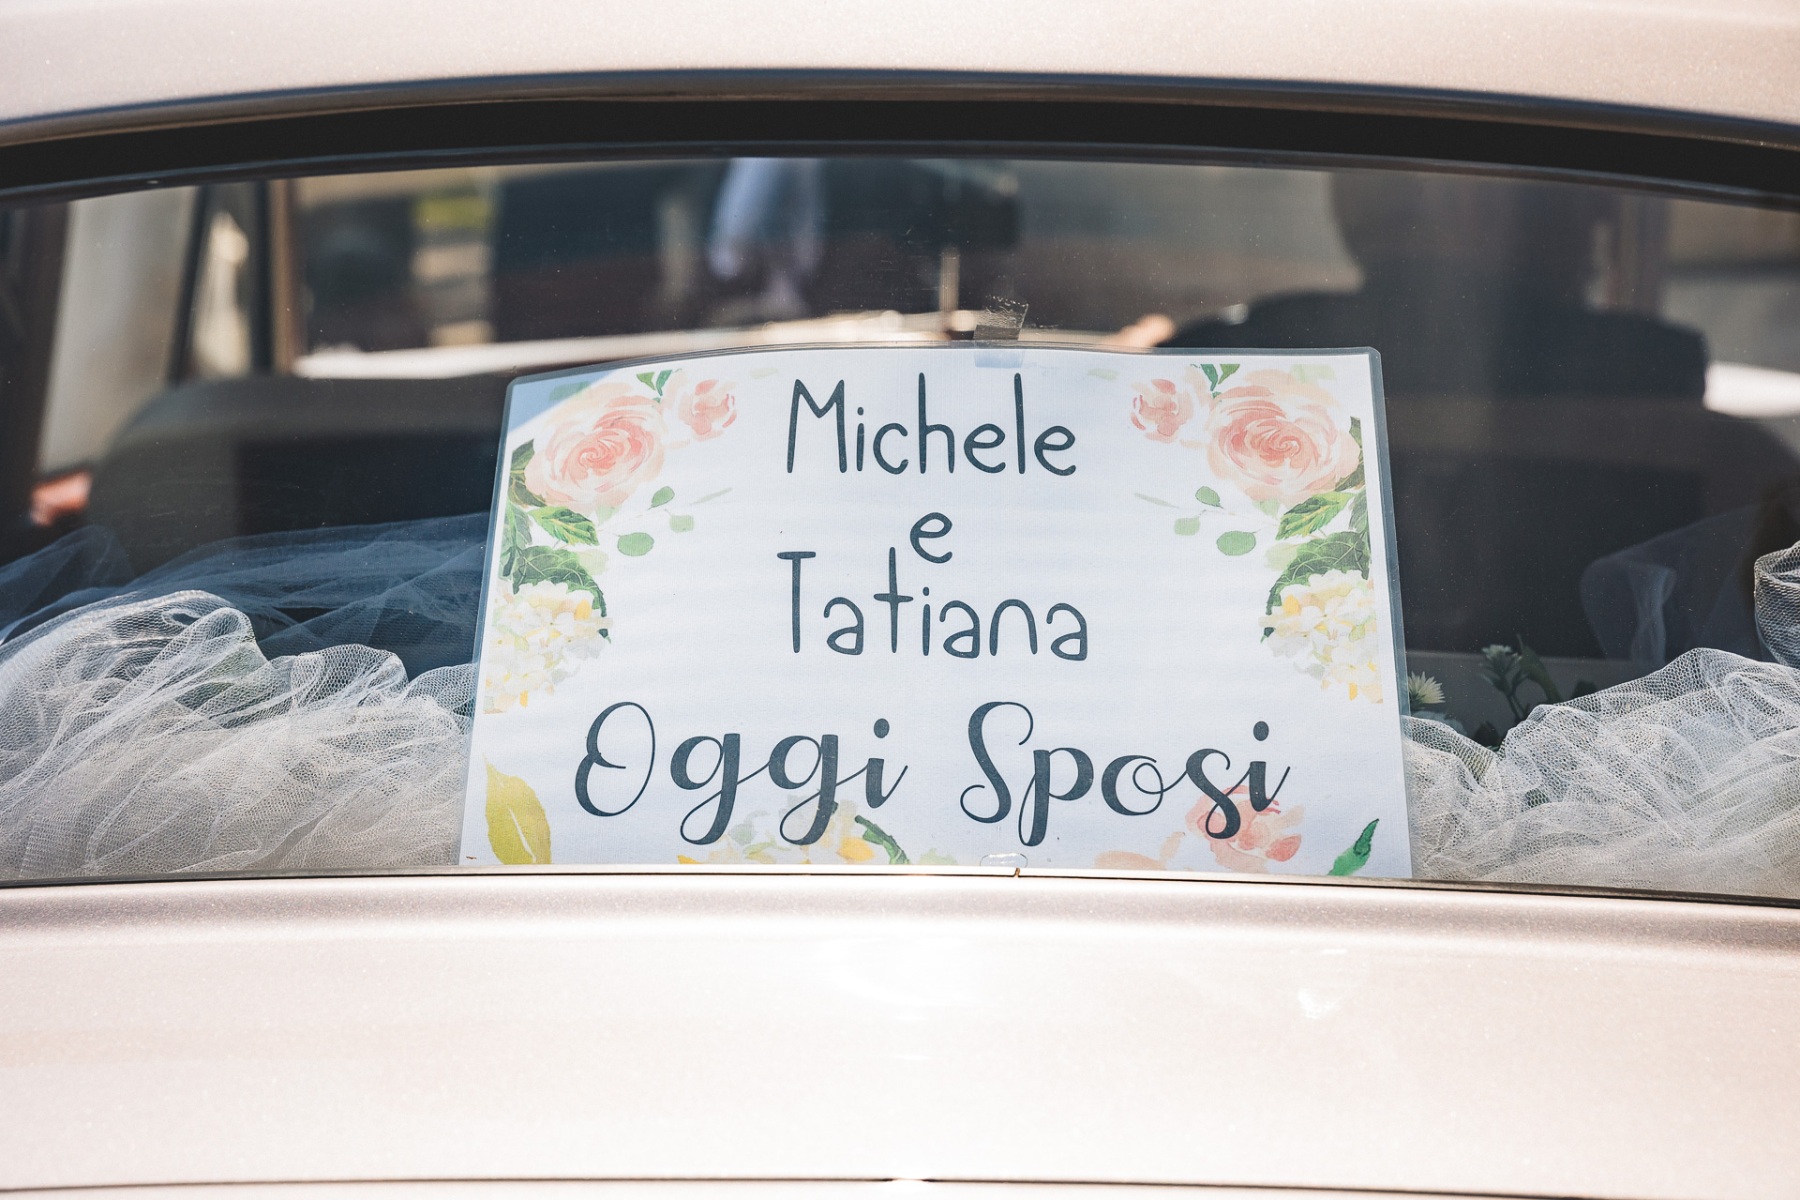 Michele
e
Tatiana
Oggi Sposi